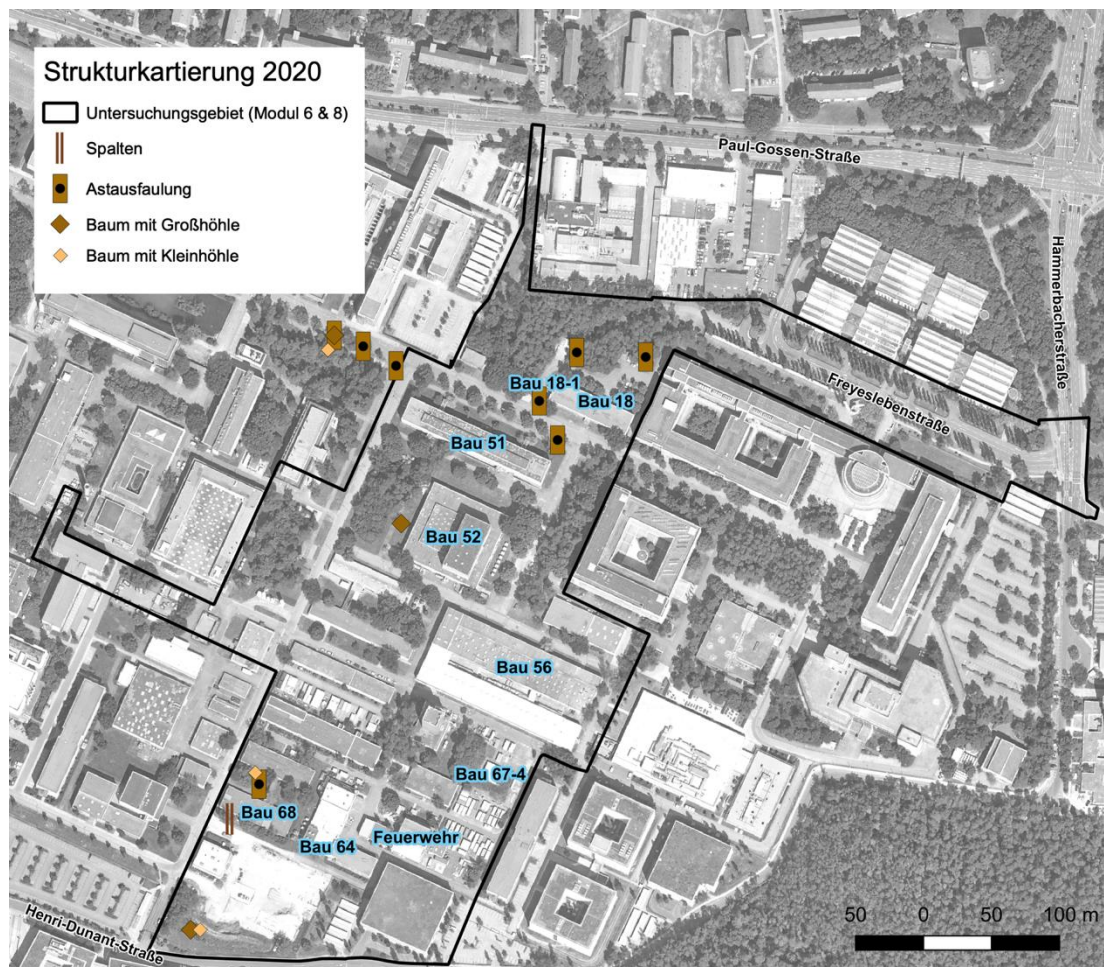 Strukturkartierung 2020
Untersuchungsgebiet (Modul 6 & 8)
Spalten
Astausfaulung
Baum mit Großhöhle
Baum mit Kleinhöhle
Paul-Gossen-Straße
Hammerbacherstraße
Freyeslebenstraße
Bau 18-1
Bau 18
Bau 51
Bau 52
Bau 56
Bau 67-4
Bau 68
Feuerwehr
Bau 64
Henri-Dunant-Straße
50 0 50 100 m